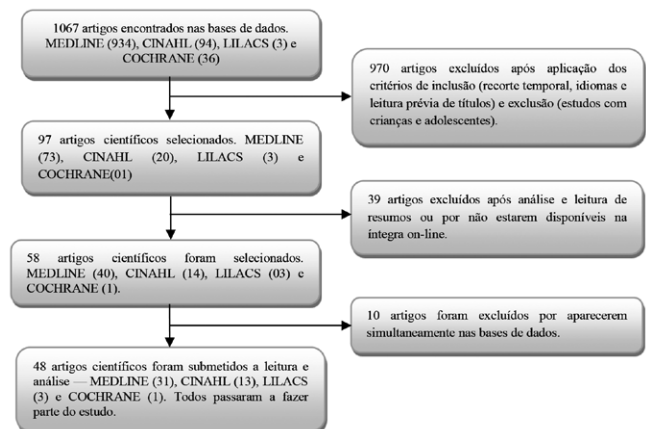 1067 artigos encontrados nas bases de dados.
MEDLINE (934), CINAHL (94), LILACS (3) e
COCHRANE (36)
970 artigos excluídos após aplicação dos
critérios de inclusão (recorte temporal, idiomas e
leitura prévia de títulos) e exclusão (estudos com
crianças e adolescentes).
97 artigos científicos selecionados. MEDLINE
(73), CINAHL (20), LILACS (3) e
COCHRANE(01)
39 artigos excluídos após análise e leitura de
resumos ou por não estarem disponíveis na
íntegra on-line.
58 artigos científicos foram selecionados.
MEDLINE (40), CINAHL (14), LILACS (03) e
COCHRANE (1).
10 artigos foram excluídos por aparecerem
simultaneamente nas bases de dados.
48 artigos científicos foram submetidos a leitura e
análise — MEDLINE (31), CINAHL (13), LILACS
(3) e COCHRANE (1). Todos passaram a fazer
parte do estudo.